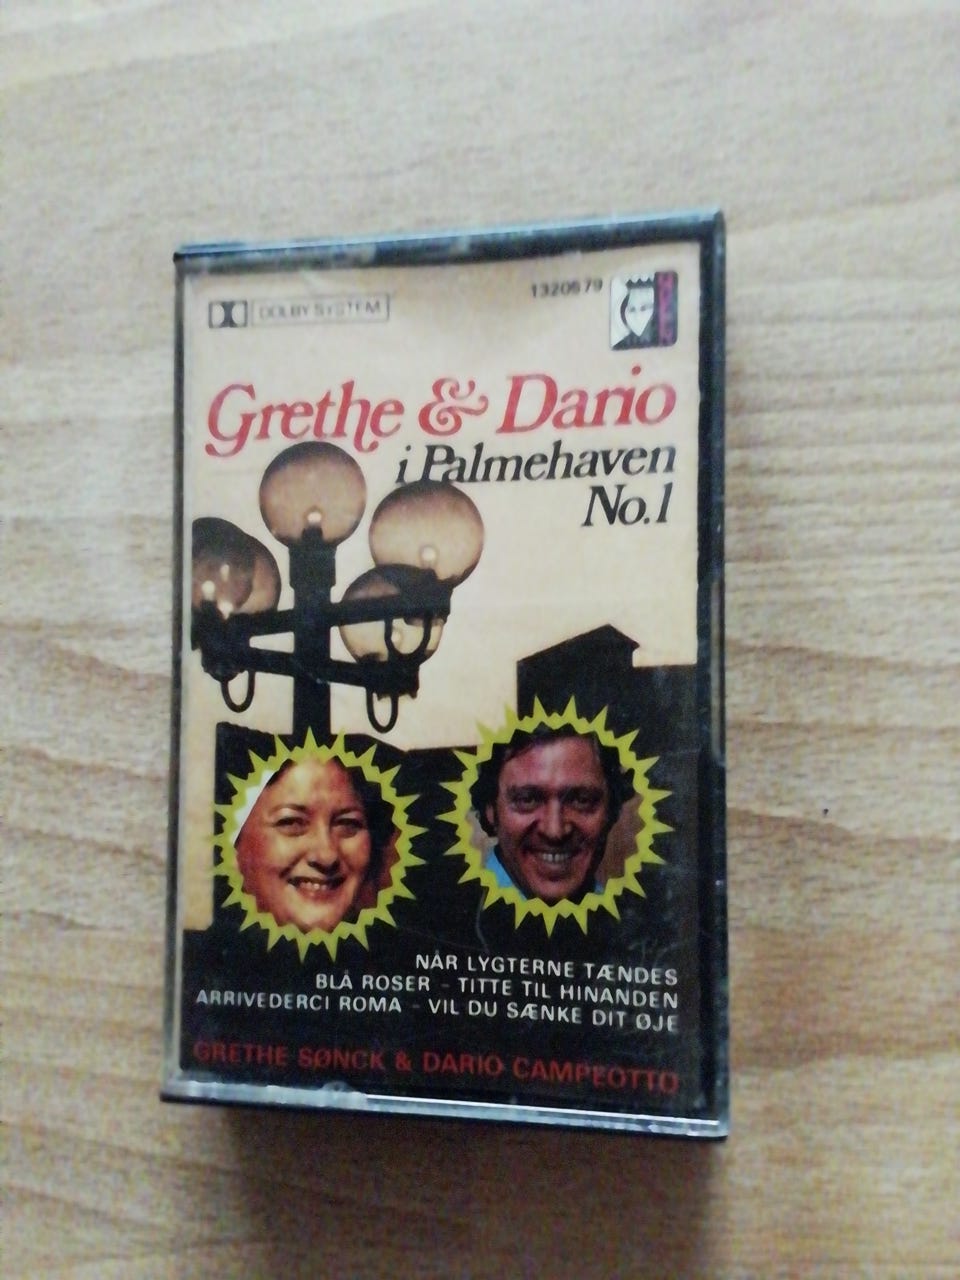 DOLBY SYSTEM
1320679
Grethe & Dario
i Palmehaven
No.1
NÅR LYGTERNE TÆNDES
BLÅ ROSER - TITTE TIL HINANDEN
ARRIVEDERCI ROMA - VIL DU SÆNKE DIT ØJE
GRETHE SØNCK & DARIO CAMPEOTTO